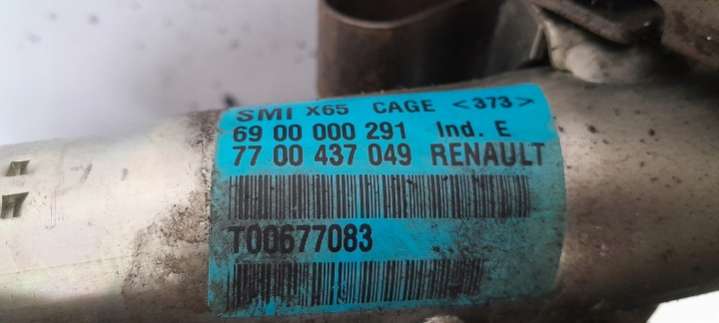 SMI X65 CAGE <373>
69 00 000 291 Ind. E
77 00 437 049 RENAULT
T00677083